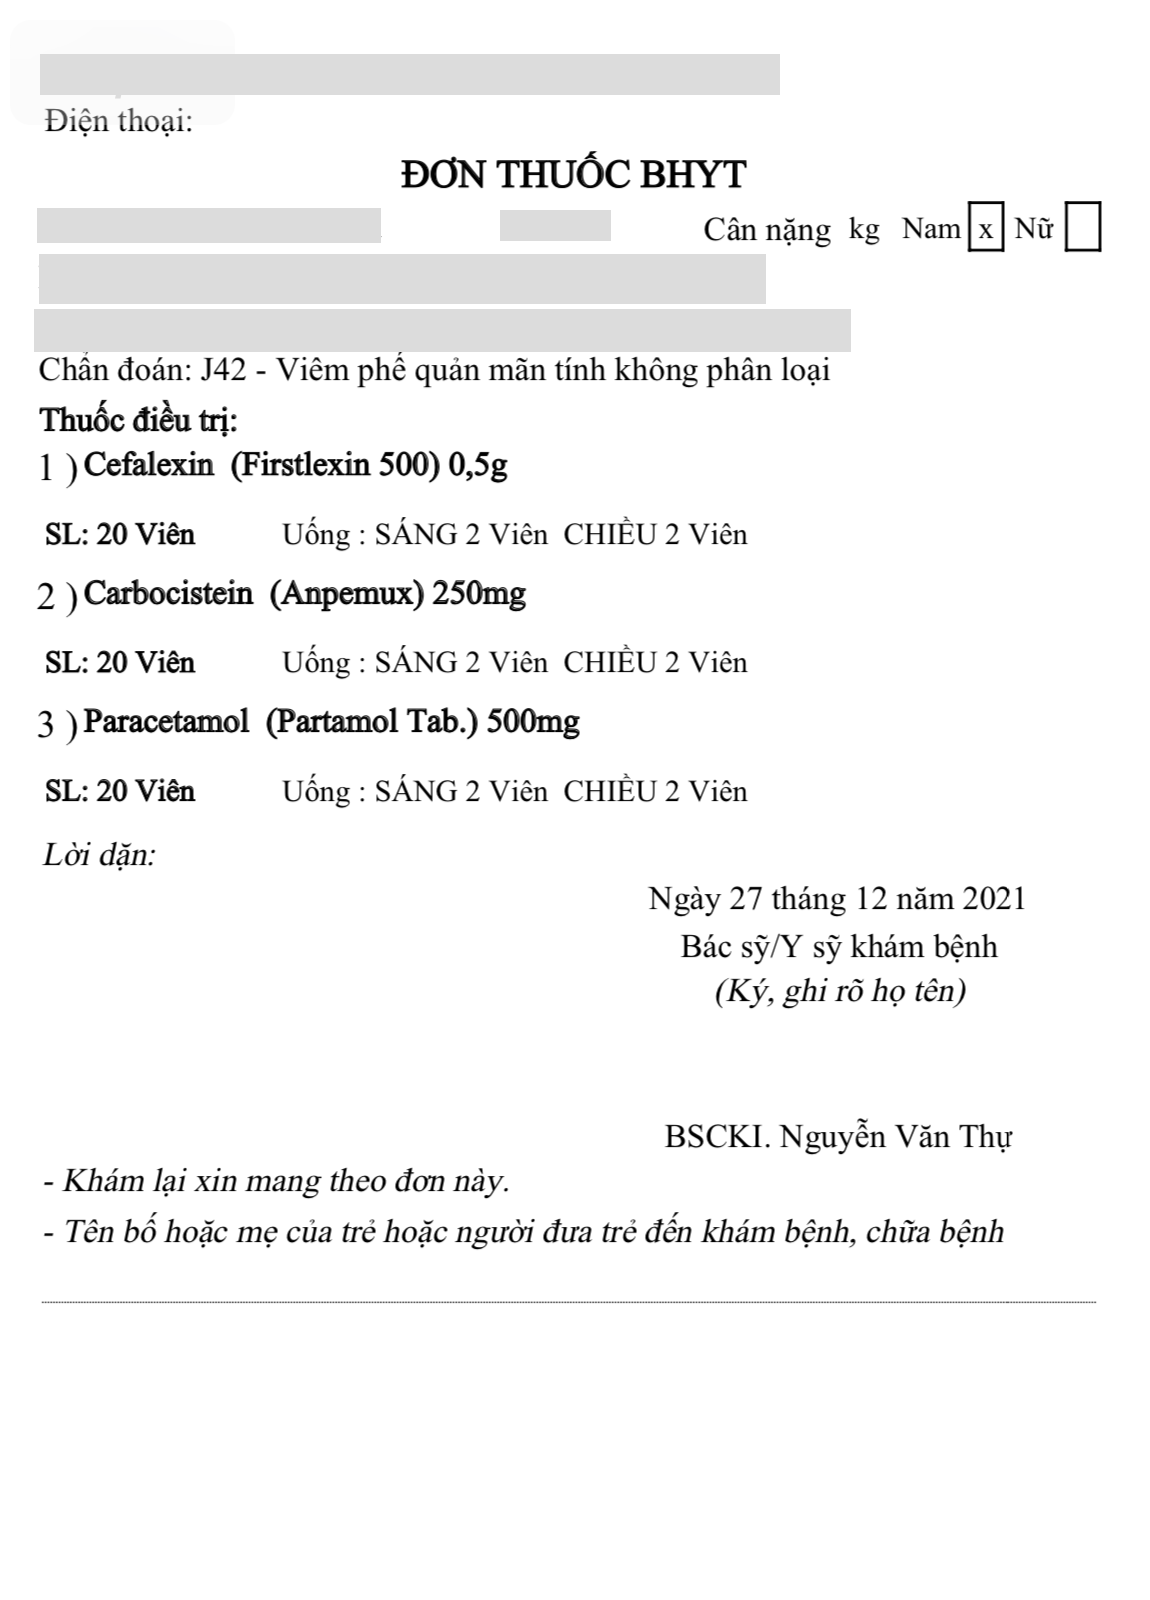 Điện thoại:
ĐƠN THUỐC BHYT
Cân nặng kg Nam x Nữ
Chẩn đoán: J42 - Viêm phế quản mãn tính không phân loại
Thuốc điều trị:
1 ) Cefalexin (Firstlexin 500) 0,5g
SL: 20 Viên Uống : SÁNG 2 Viên CHIỀU 2 Viên
2 ) Carbocistein (Anpemux) 250mg
SL: 20 Viên Uống : SÁNG 2 Viên CHIỀU 2 Viên
3 ) Paracetamol (Partamol Tab.) 500mg
SL: 20 Viên Uống : SÁNG 2 Viên CHIỀU 2 Viên
Lời dặn:
Ngày 27 tháng 12 năm 2021
Bác sỹ/Y sỹ khám bệnh
(Ký, ghi rõ họ tên)
BSCKI. Nguyễn Văn Thự
- Khám lại xin mang theo đơn này.
- Tên bố hoặc mẹ của trẻ hoặc người đưa trẻ đến khám bệnh, chữa bệnh